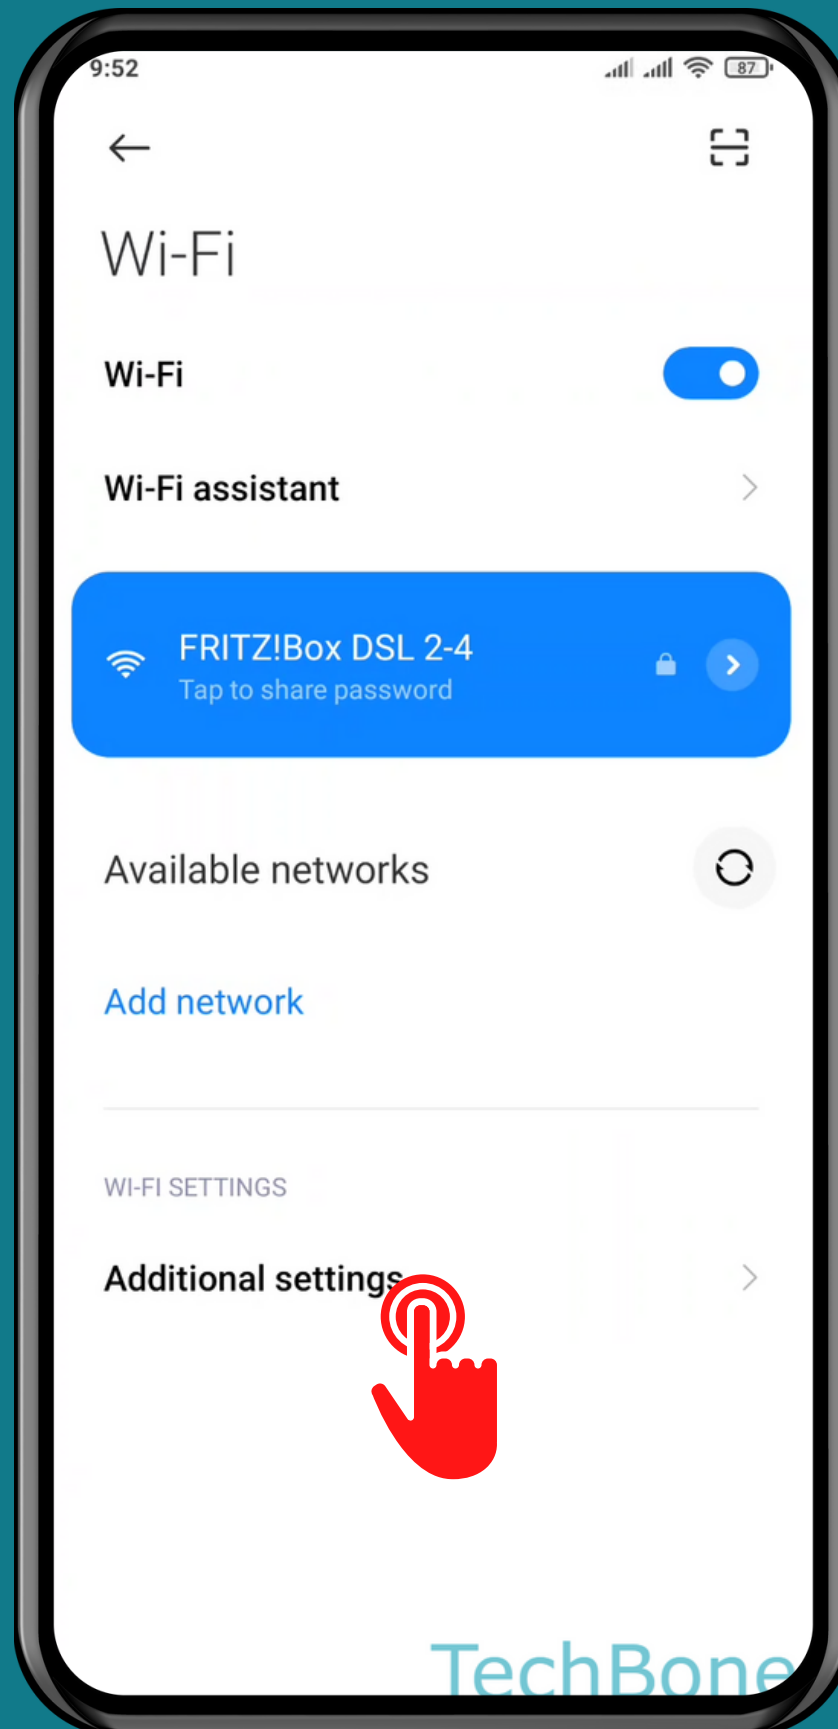 9:52
87
Wi-Fi
Wi-Fi
Wi-Fi assistant
FRITZ!Box DSL 2-4
Tap to share password
Available networks
Add network
WI-FI SETTINGS
Additional settings
TechBone